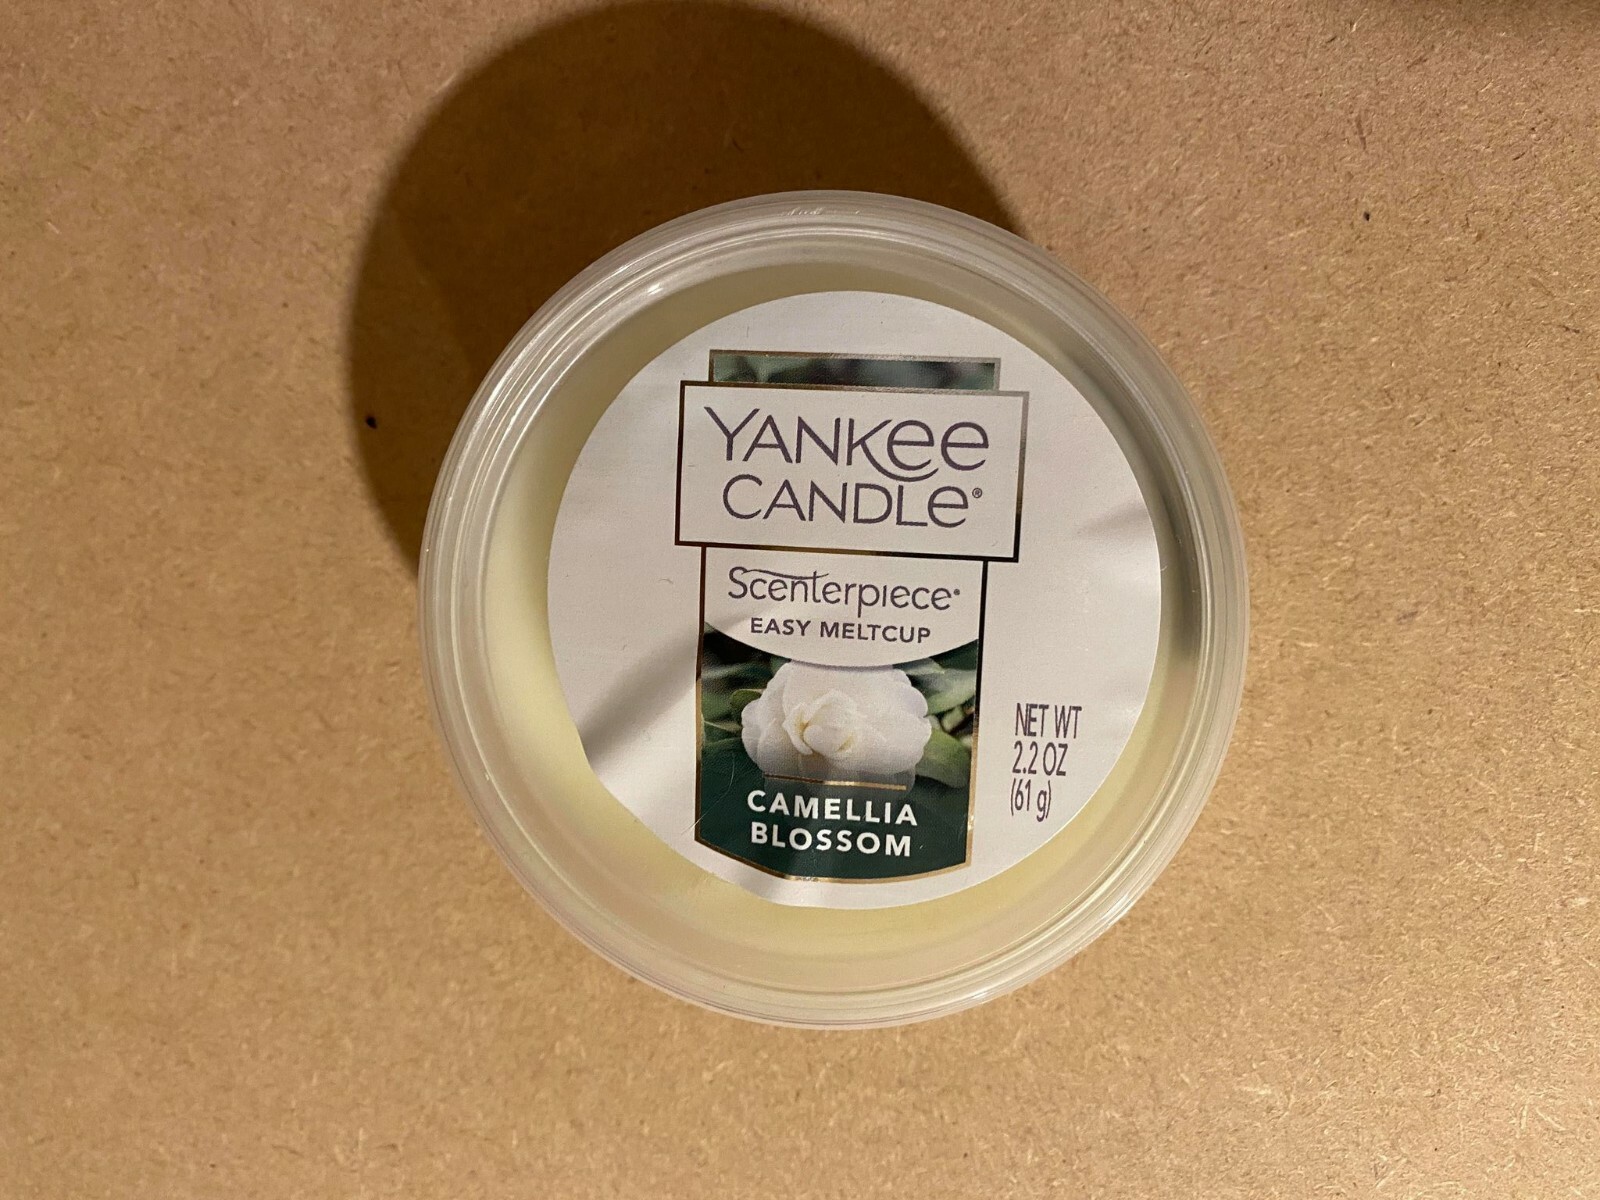 YANKee
CANDLe®
Scenterpiece®
EASY MELTCUP
CAMELLIA
BLOSSOM
NET WT
2.2 OZ
(61 g)